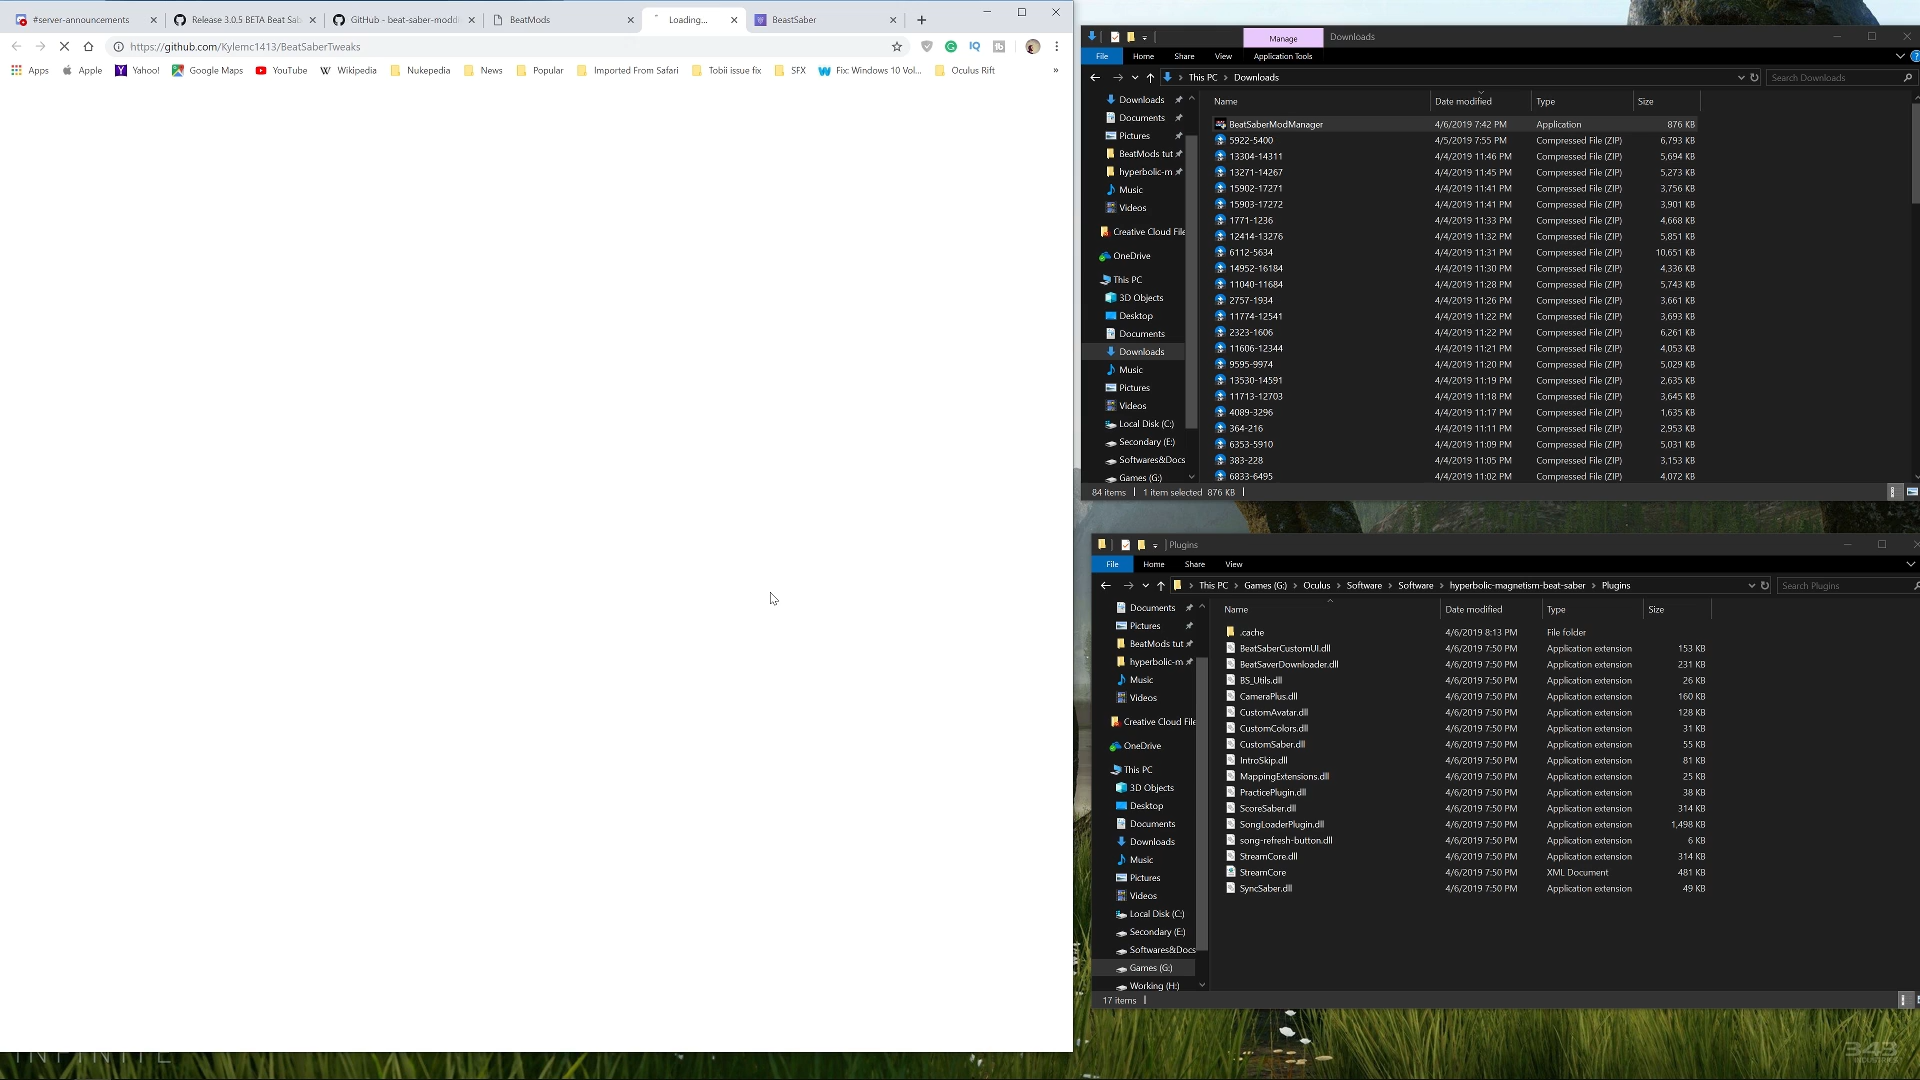 #server-announcements
Release 3.0.5 BETA Beat Sab
GitHub - beat-saber-moddi
BeatMods
Loading...
BeastSaber
https://github.com/Kylemc1413/BeatSaberTweaks
Apps
Apple
Yahoo!
Google Maps
YouTube
Wikipedia
Nukepedia
News
Popular
Imported From Safari
Tobii issue fix
SFX
Fix: Windows 10 Vol...
Oculus Rift
»
Manage
Downloads
File
Home
Share
View
Application Tools
This PC
Downloads
Search Downloads
Downloads
Documents
Pictures
BeatMods tut
hyperbolic-m
Music
Videos
Creative Cloud File
OneDrive
This PC
3D Objects
Desktop
Documents
Downloads
Music
Pictures
Videos
Local Disk (C:)
Secondary (E:)
Softwares&Docs
Games (G:)
Name Date modified Type Size
BeatSaberModManager 4/6/2019 7:42 PM Application 876 KB
5922-5400 4/5/2019 7:55 PM Compressed File (ZIP) 6,793 KB
13304-14311 4/4/2019 11:46 PM Compressed File (ZIP) 5,694 KB
13271-14267 4/4/2019 11:45 PM Compressed File (ZIP) 5,273 KB
15902-17271 4/4/2019 11:41 PM Compressed File (ZIP) 3,756 KB
15903-17272 4/4/2019 11:41 PM Compressed File (ZIP) 3,901 KB
1771-1236 4/4/2019 11:33 PM Compressed File (ZIP) 4,668 KB
12414-13276 4/4/2019 11:32 PM Compressed File (ZIP) 5,851 KB
6112-5634 4/4/2019 11:31 PM Compressed File (ZIP) 10,651 KB
14952-16184 4/4/2019 11:30 PM Compressed File (ZIP) 4,336 KB
11040-11684 4/4/2019 11:28 PM Compressed File (ZIP) 5,743 KB
2757-1934 4/4/2019 11:26 PM Compressed File (ZIP) 3,661 KB
11774-12541 4/4/2019 11:22 PM Compressed File (ZIP) 3,693 KB
2323-1606 4/4/2019 11:22 PM Compressed File (ZIP) 6,261 KB
11606-12344 4/4/2019 11:21 PM Compressed File (ZIP) 4,053 KB
9595-9974 4/4/2019 11:20 PM Compressed File (ZIP) 5,029 KB
13530-14591 4/4/2019 11:19 PM Compressed File (ZIP) 2,635 KB
11713-12703 4/4/2019 11:18 PM Compressed File (ZIP) 3,645 KB
4089-3296 4/4/2019 11:17 PM Compressed File (ZIP) 1,635 KB
364-216 4/4/2019 11:11 PM Compressed File (ZIP) 2,953 KB
6353-5910 4/4/2019 11:09 PM Compressed File (ZIP) 5,031 KB
383-228 4/4/2019 11:05 PM Compressed File (ZIP) 3,153 KB
6833-6495 4/4/2019 11:02 PM Compressed File (ZIP) 4,072 KB
84 items 1 item selected 876 KB
Plugins
File
Home
Share
View
This PC
Games (G:)
Oculus
Software
Software
hyperbolic-magnetism-beat-saber
Plugins
Search Plugins
Documents
Pictures
BeatMods tut
hyperbolic-m
Music
Videos
Creative Cloud File
OneDrive
This PC
3D Objects
Desktop
Documents
Downloads
Music
Pictures
Videos
Local Disk (C:)
Secondary (E:)
Softwares&Docs
Games (G:)
Working (H:)
Name Date modified Type Size
.cache 4/6/2019 8:13 PM File folder
BeatSaberCustomUI.dll 4/6/2019 7:50 PM Application extension 153 KB
BeatSaverDownloader.dll 4/6/2019 7:50 PM Application extension 231 KB
BS_Utils.dll 4/6/2019 7:50 PM Application extension 26 KB
CameraPlus.dll 4/6/2019 7:50 PM Application extension 160 KB
CustomAvatar.dll 4/6/2019 7:50 PM Application extension 128 KB
CustomColors.dll 4/6/2019 7:50 PM Application extension 31 KB
CustomSaber.dll 4/6/2019 7:50 PM Application extension 55 KB
IntroSkip.dll 4/6/2019 7:50 PM Application extension 81 KB
MappingExtensions.dll 4/6/2019 7:50 PM Application extension 25 KB
PracticePlugin.dll 4/6/2019 7:50 PM Application extension 38 KB
ScoreSaber.dll 4/6/2019 7:50 PM Application extension 314 KB
SongLoaderPlugin.dll 4/6/2019 7:50 PM Application extension 1,498 KB
song-refresh-button.dll 4/6/2019 7:50 PM Application extension 6 KB
StreamCore.dll 4/6/2019 7:50 PM Application extension 314 KB
StreamCore 4/6/2019 7:50 PM XML Document 481 KB
SyncSaber.dll 4/6/2019 7:50 PM Application extension 49 KB
17 items
INFINITE
343
INDUSTRIES